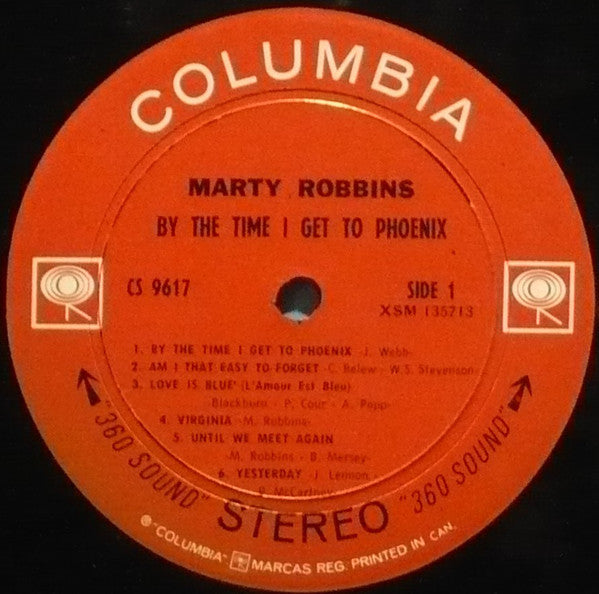 COLUMBIA
MARTY ROBBINS
BY THE TIME I GET TO PHOENIX
CS 9617
SIDE 1
XSM 135713
1. BY THE TIME I GET TO PHOENIX -J. Webb-
2. AM I THAT EASY TO FORGET -C. Belew - W.S. Stevenson-
3. LOVE IS BLUE' (L'Amour Est Bleu)
-Blackburn - P. Cour - A. Popp-
4. VIRGINIA -M. Robbins-
5. UNTIL WE MEET AGAIN
-M. Robbins - B. Mersey-
6. YESTERDAY -J. Lennon -
P. McCartney-
"360 SOUND" STEREO "360 SOUND"
℗ "COLUMBIA" MARCAS REG. PRINTED IN CAN.